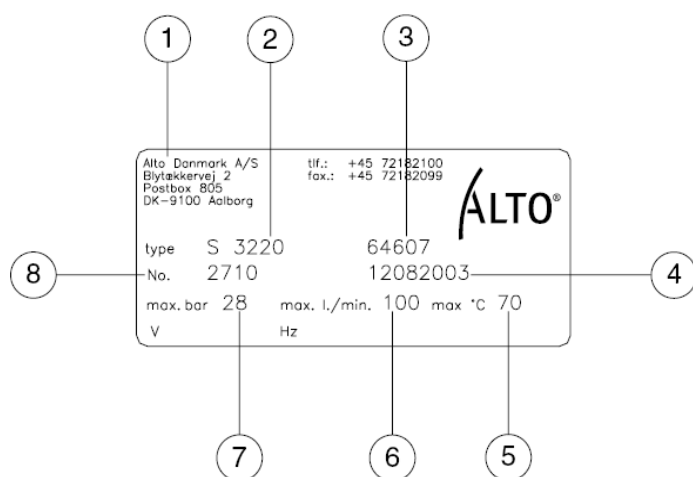 1 2 3
Alto Danmark A/S tlf.: +45 72182100
Blytækkervej 2 fax.: +45 72182099
Postbox 805
DK-9100 Aalborg
ALTO®
type S 3220 64607
8 No. 2710 12082003 4
max. bar 28 max. l./min. 100 max °C 70
V Hz
7 6 5